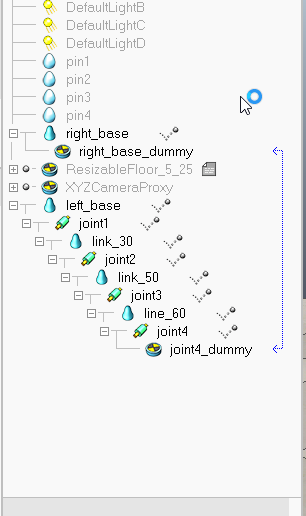 DefaultLightB
DefaultLightC
DefaultLightD
pin1
pin2
pin3
pin4
right_base
right_base_dummy
ResizableFloor_5_25
XYZCameraProxy
left_base
joint1
link_30
joint2
link_50
joint3
line_60
joint4
joint4_dummy